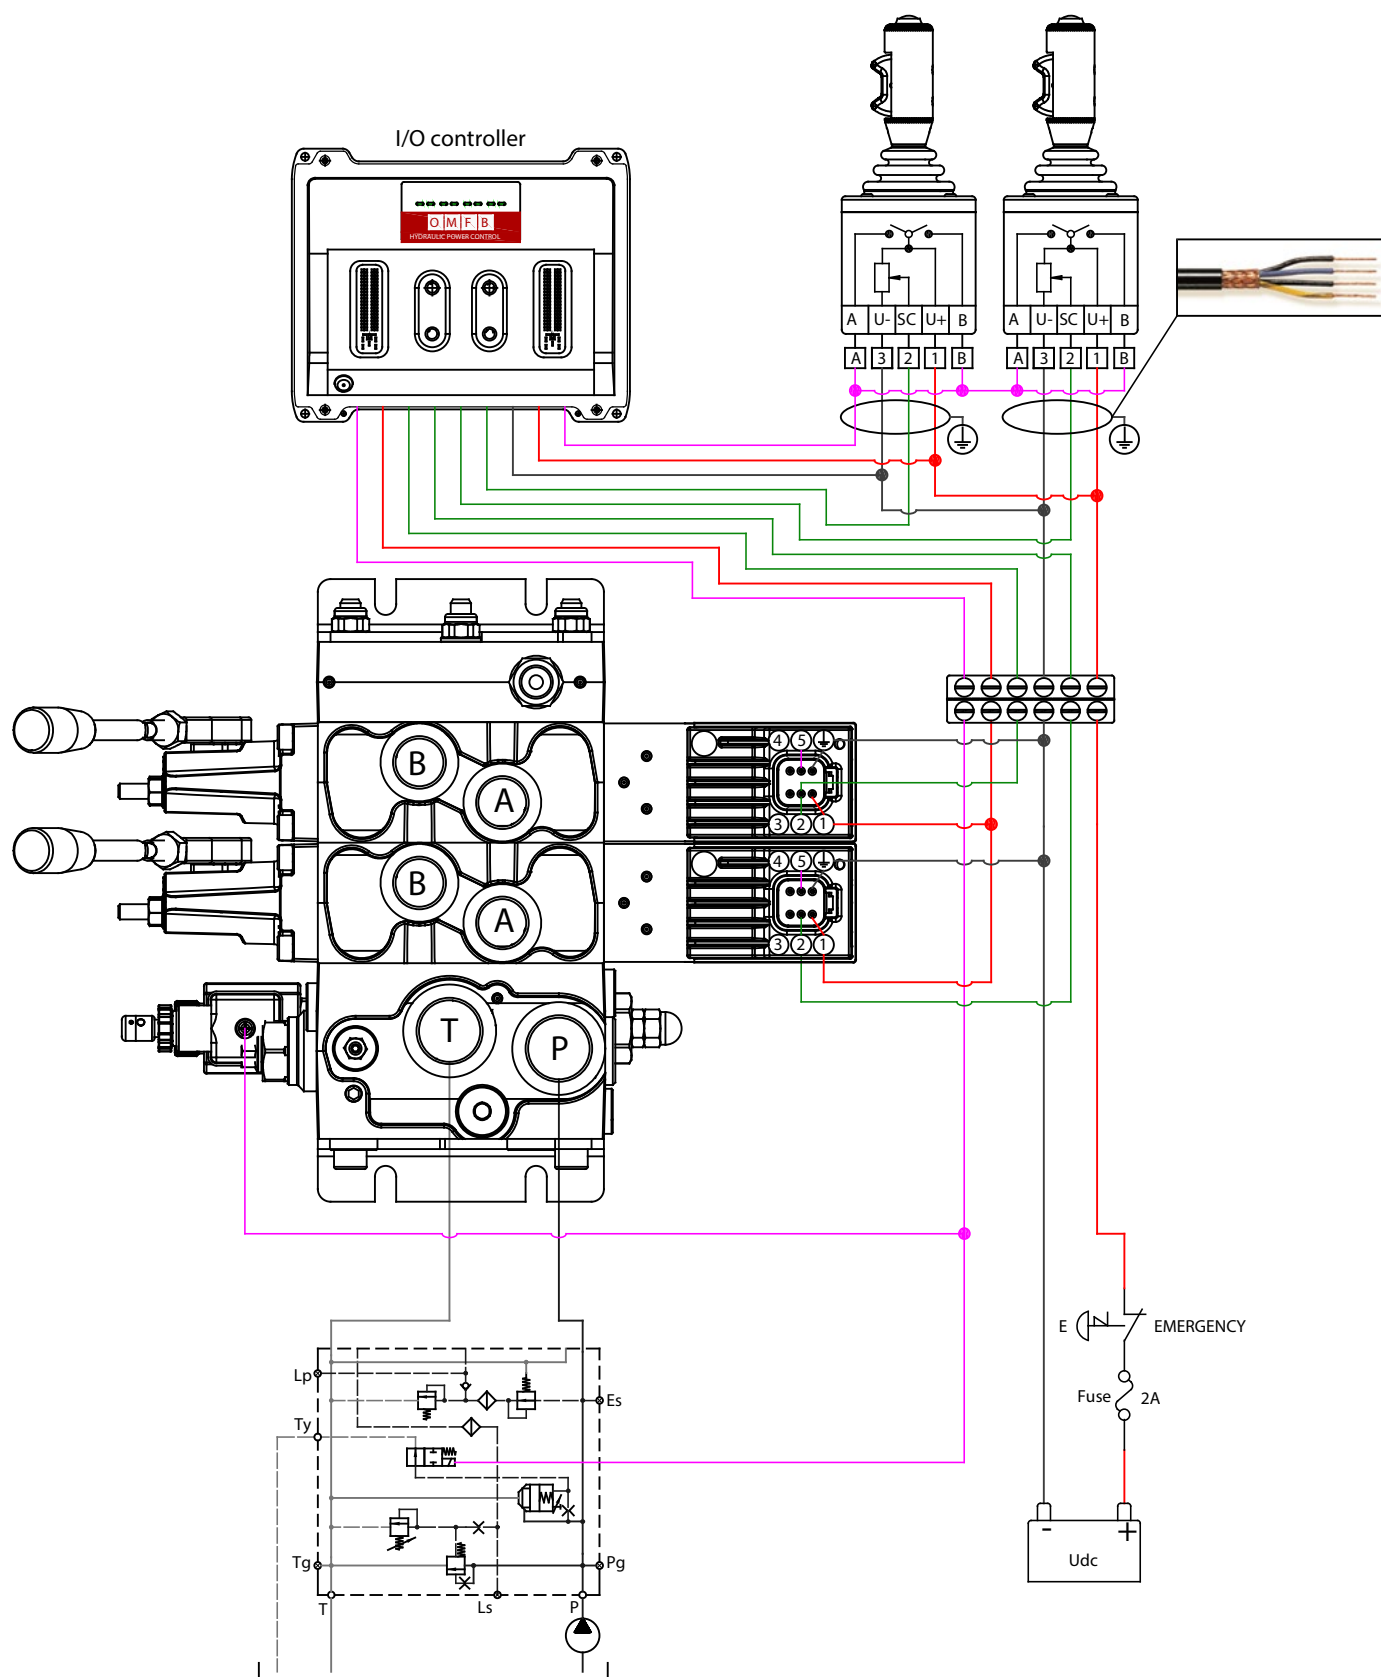 I/O controller
O M F B
HYDRAULIC POWER CONTROL
A U- SC U+ B
A U- SC U+ B
A 3 2 1 B
A 3 2 1 B
4 5
B
A
3 2 1
4 5
B
A
3 2 1
T
P
E EMERGENCY
Fuse 2A
Lp
Es
Ty
- +
Udc
Tg
Pg
T
Ls
P